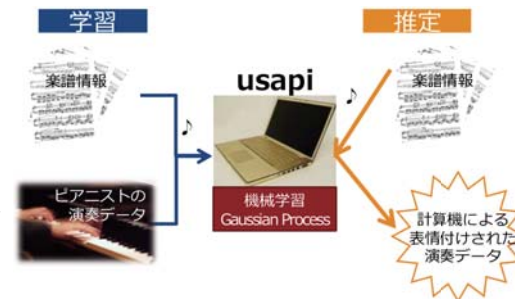 学習
推定
楽譜情報
usapi
楽譜情報
ピアニストの
演奏データ
機械学習
Gaussian Process
計算機による
表情付けされた
演奏データ